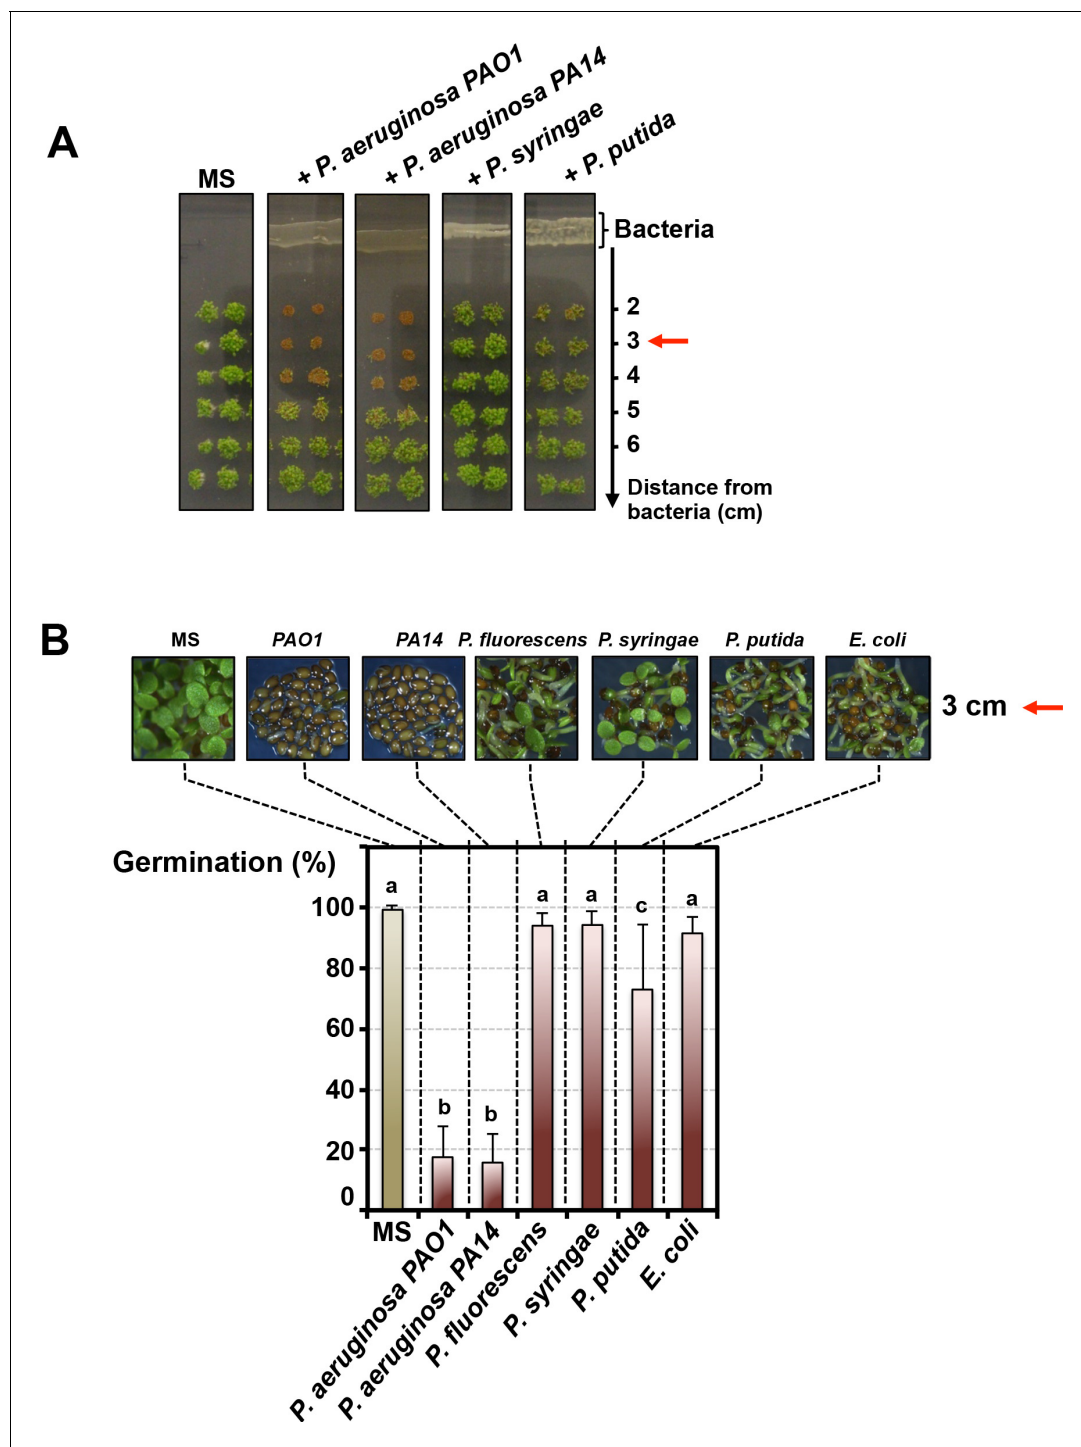 A
MS
+ P. aeruginosa PAO1
+ P. aeruginosa PA14
+ P. syringae
+ P. putida
Bacteria
2
3
4
5
6
Distance from
bacteria (cm)
B
MS
PAO1
PA14
P. fluorescens
P. syringae
P. putida
E. coli
3 cm
Germination (%)
100
80
60
40
20
0
a
b
b
a
a
c
a
MS
P. aeruginosa PAO1
P. aeruginosa PA14
P. fluorescens
P. syringae
P. putida
E. coli